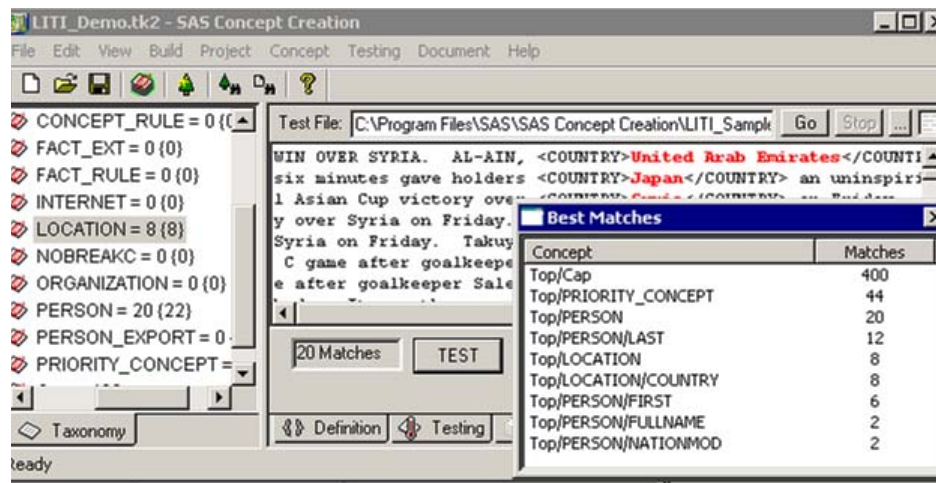 LITI_Demo.tk2 - SAS Concept Creation
File Edit View Build Project Concept Testing Document Help
CONCEPT_RULE = 0 {(
FACT_EXT = 0 {0}
FACT_RULE = 0 {0}
INTERNET = 0 {0}
LOCATION = 8 {8}
NOBREAKC = 0 {0}
ORGANIZATION = 0 {0}
PERSON = 20 {22}
PERSON_EXPORT = 0
PRIORITY_CONCEPT =
Taxonomy
Test File: C:\Program Files\SAS\SAS Concept Creation\LITI_Sample Go Stop ...
WIN OVER SYRIA. AL-AIN, <COUNTRY>United Arab Emirates</COUNT
six minutes gave holders <COUNTRY>Japan</COUNTRY> an uninspiri
l Asian Cup victory over
y over Syria on Friday.
Syria on Friday. Takuy
C game after goalkeepe
e after goalkeeper Sale
20 Matches TEST
Definition Testing
Best Matches
Concept Matches
Top/Cap 400
Top/PRIORITY_CONCEPT 44
Top/PERSON 20
Top/PERSON/LAST 12
Top/LOCATION 8
Top/LOCATION/COUNTRY 8
Top/PERSON/FIRST 6
Top/PERSON/FULLNAME 2
Top/PERSON/NATIONMOD 2
eady